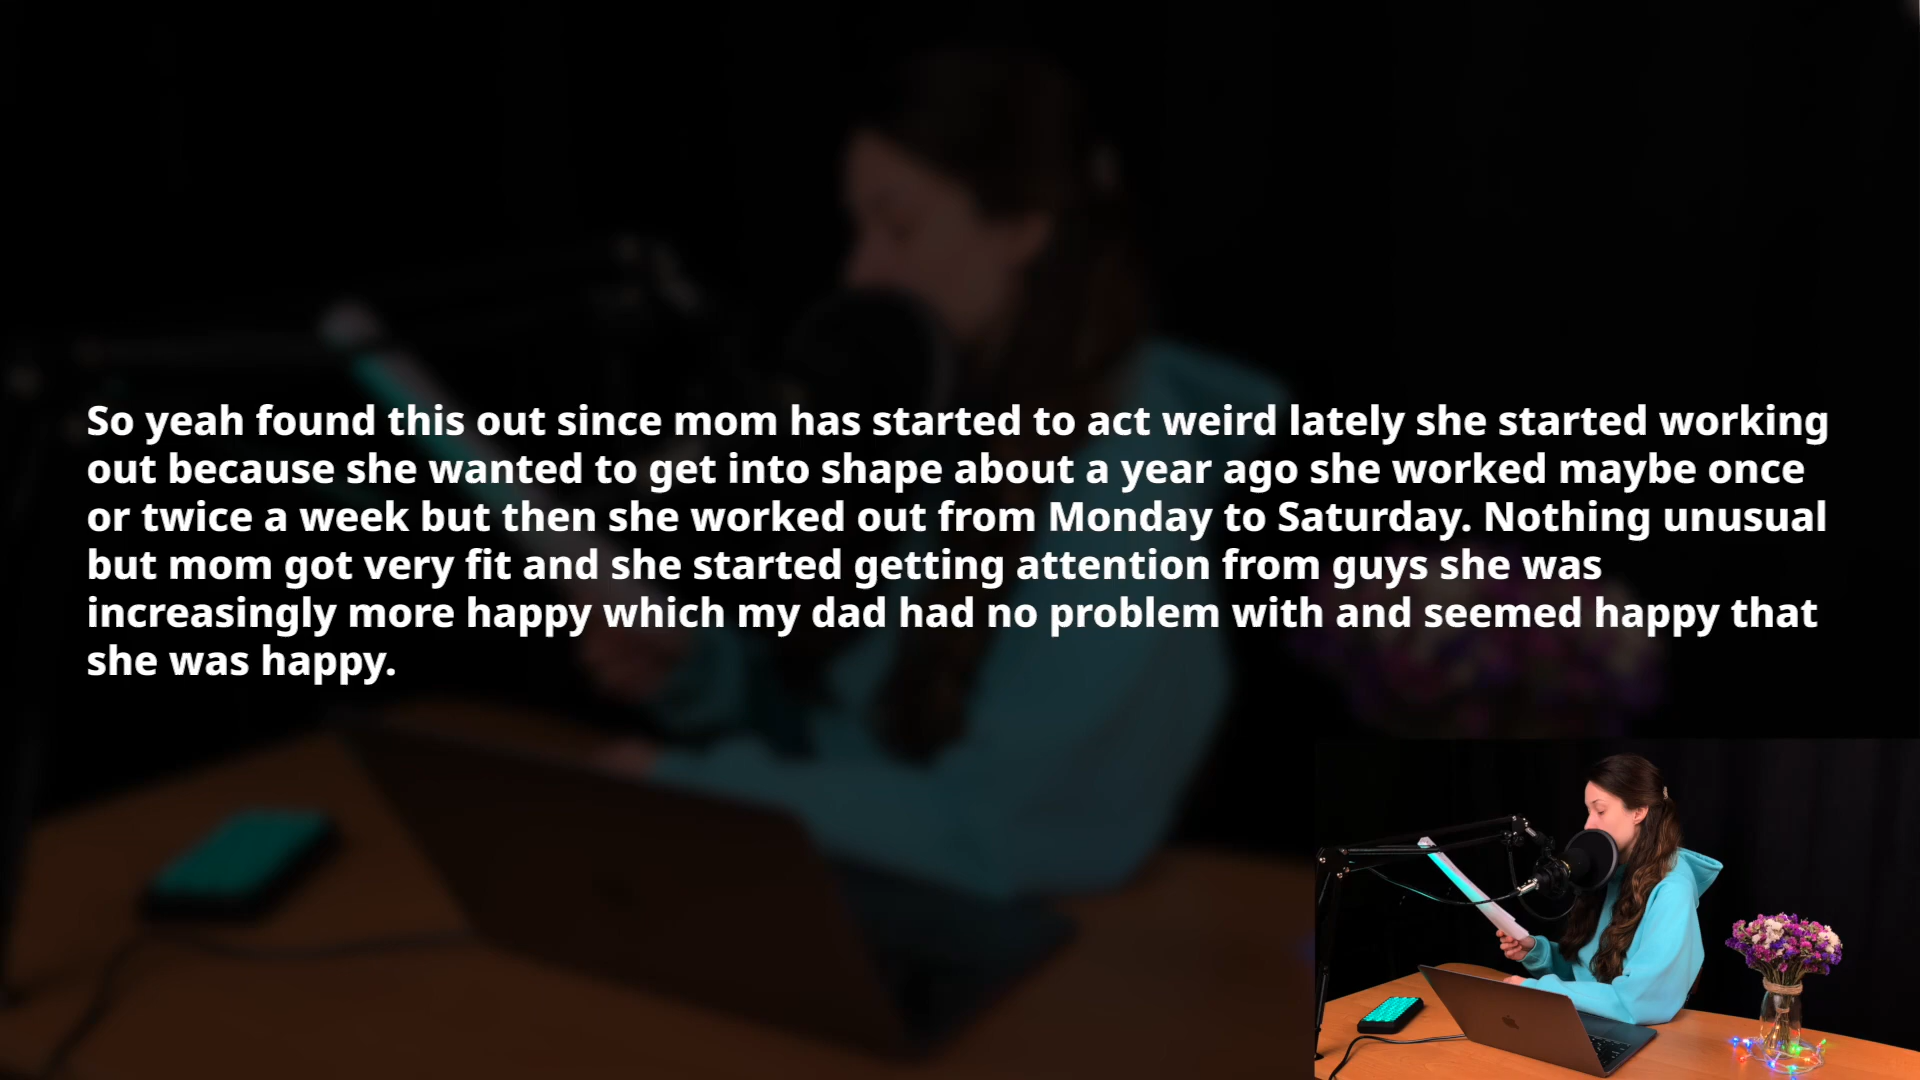 So yeah found this out since mom has started to act weird lately she started working
out because she wanted to get into shape about a year ago she worked maybe once
or twice a week but then she worked out from Monday to Saturday. Nothing unusual
but mom got very fit and she started getting attention from guys she was
increasingly more happy which my dad had no problem with and seemed happy that
she was happy.